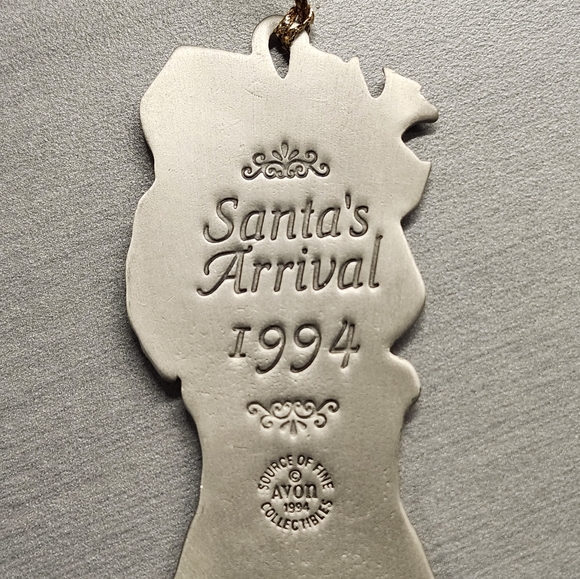 Santa's
Arrival
1994
SOURCE OF FINE
©
AVON
1994
COLLECTIBLES